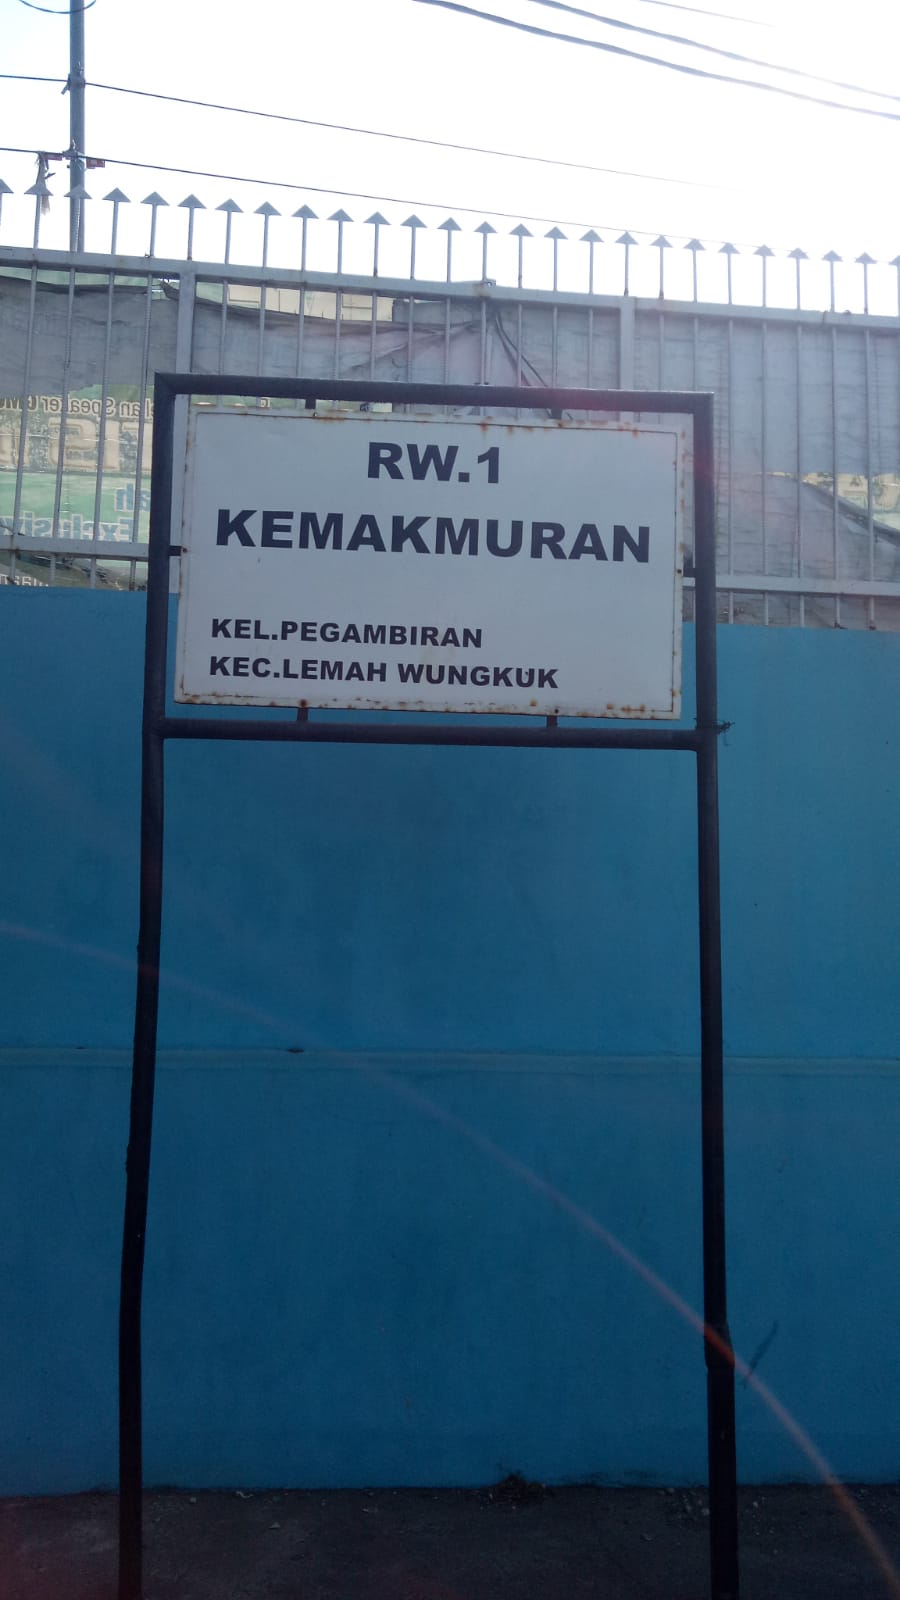 RW.1
KEMAKMURAN
KEL.PEGAMBIRAN
KEC.LEMAH WUNGKUK